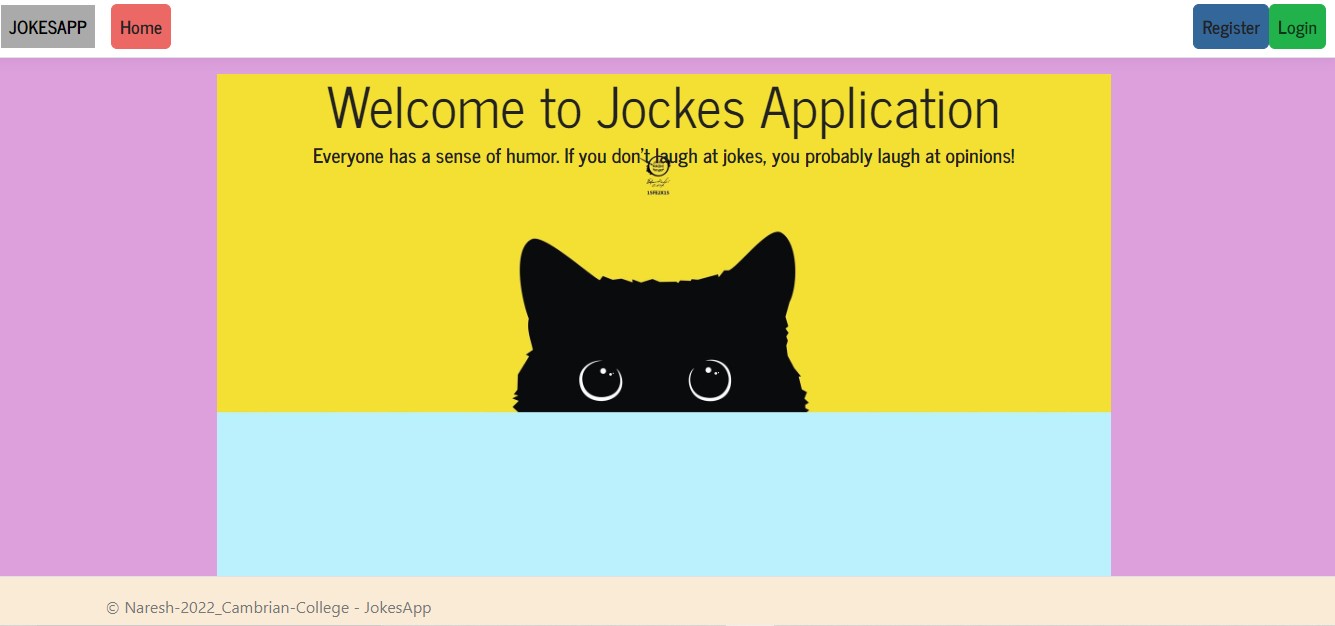 JOKESAPP Home Register Login
Welcome to Jockes Application
Everyone has a sense of humor. If you don't laugh at jokes, you probably laugh at opinions!
© Naresh-2022_Cambrian-College - JokesApp